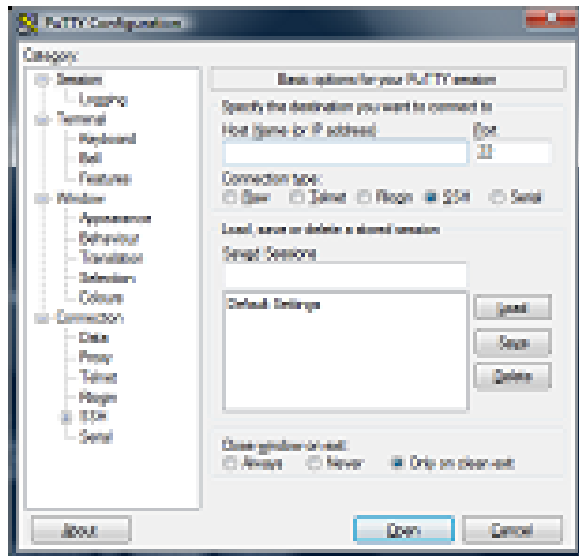 PuTTY Configuration
Category:
Session
Logging
Terminal
Keyboard
Bell
Features
Window
Appearance
Behaviour
Translation
Selection
Colours
Connection
Data
Proxy
Telnet
Rlogin
SSH
Serial
Basic options for your PuTTY session
Specify the destination you want to connect to
Host Name (or IP address)
Port
22
Connection type:
Raw Telnet Rlogin SSH Serial
Load, save or delete a stored session
Saved Sessions
Default Settings
Load
Save
Delete
Close window on exit:
Always Never Only on clean exit
About
Open
Cancel